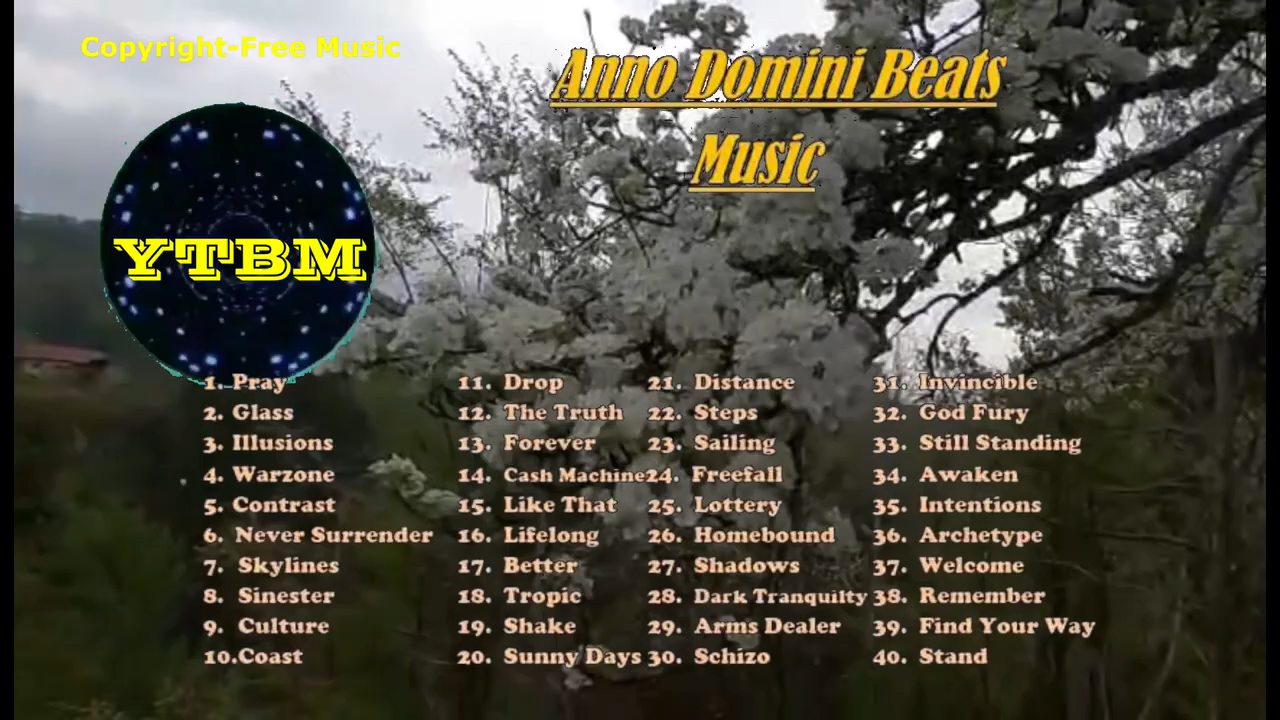 Copyright-Free Music
Anno Domini Beats
Music
YTBM
1. Pray
2. Glass
3. Illusions
4. Warzone
5. Contrast
6. Never Surrender
7. Skylines
8. Sinester
9. Culture
10.Coast
11. Drop
12. The Truth
13. Forever
14. Cash Machine
15. Like That
16. Lifelong
17. Better
18. Tropic
19. Shake
20. Sunny Days
21. Distance
22. Steps
23. Sailing
24. Freefall
25. Lottery
26. Homebound
27. Shadows
28. Dark Tranquilty
29. Arms Dealer
30. Schizo
31. Invincible
32. God Fury
33. Still Standing
34. Awaken
35. Intentions
36. Archetype
37. Welcome
38. Remember
39. Find Your Way
40. Stand